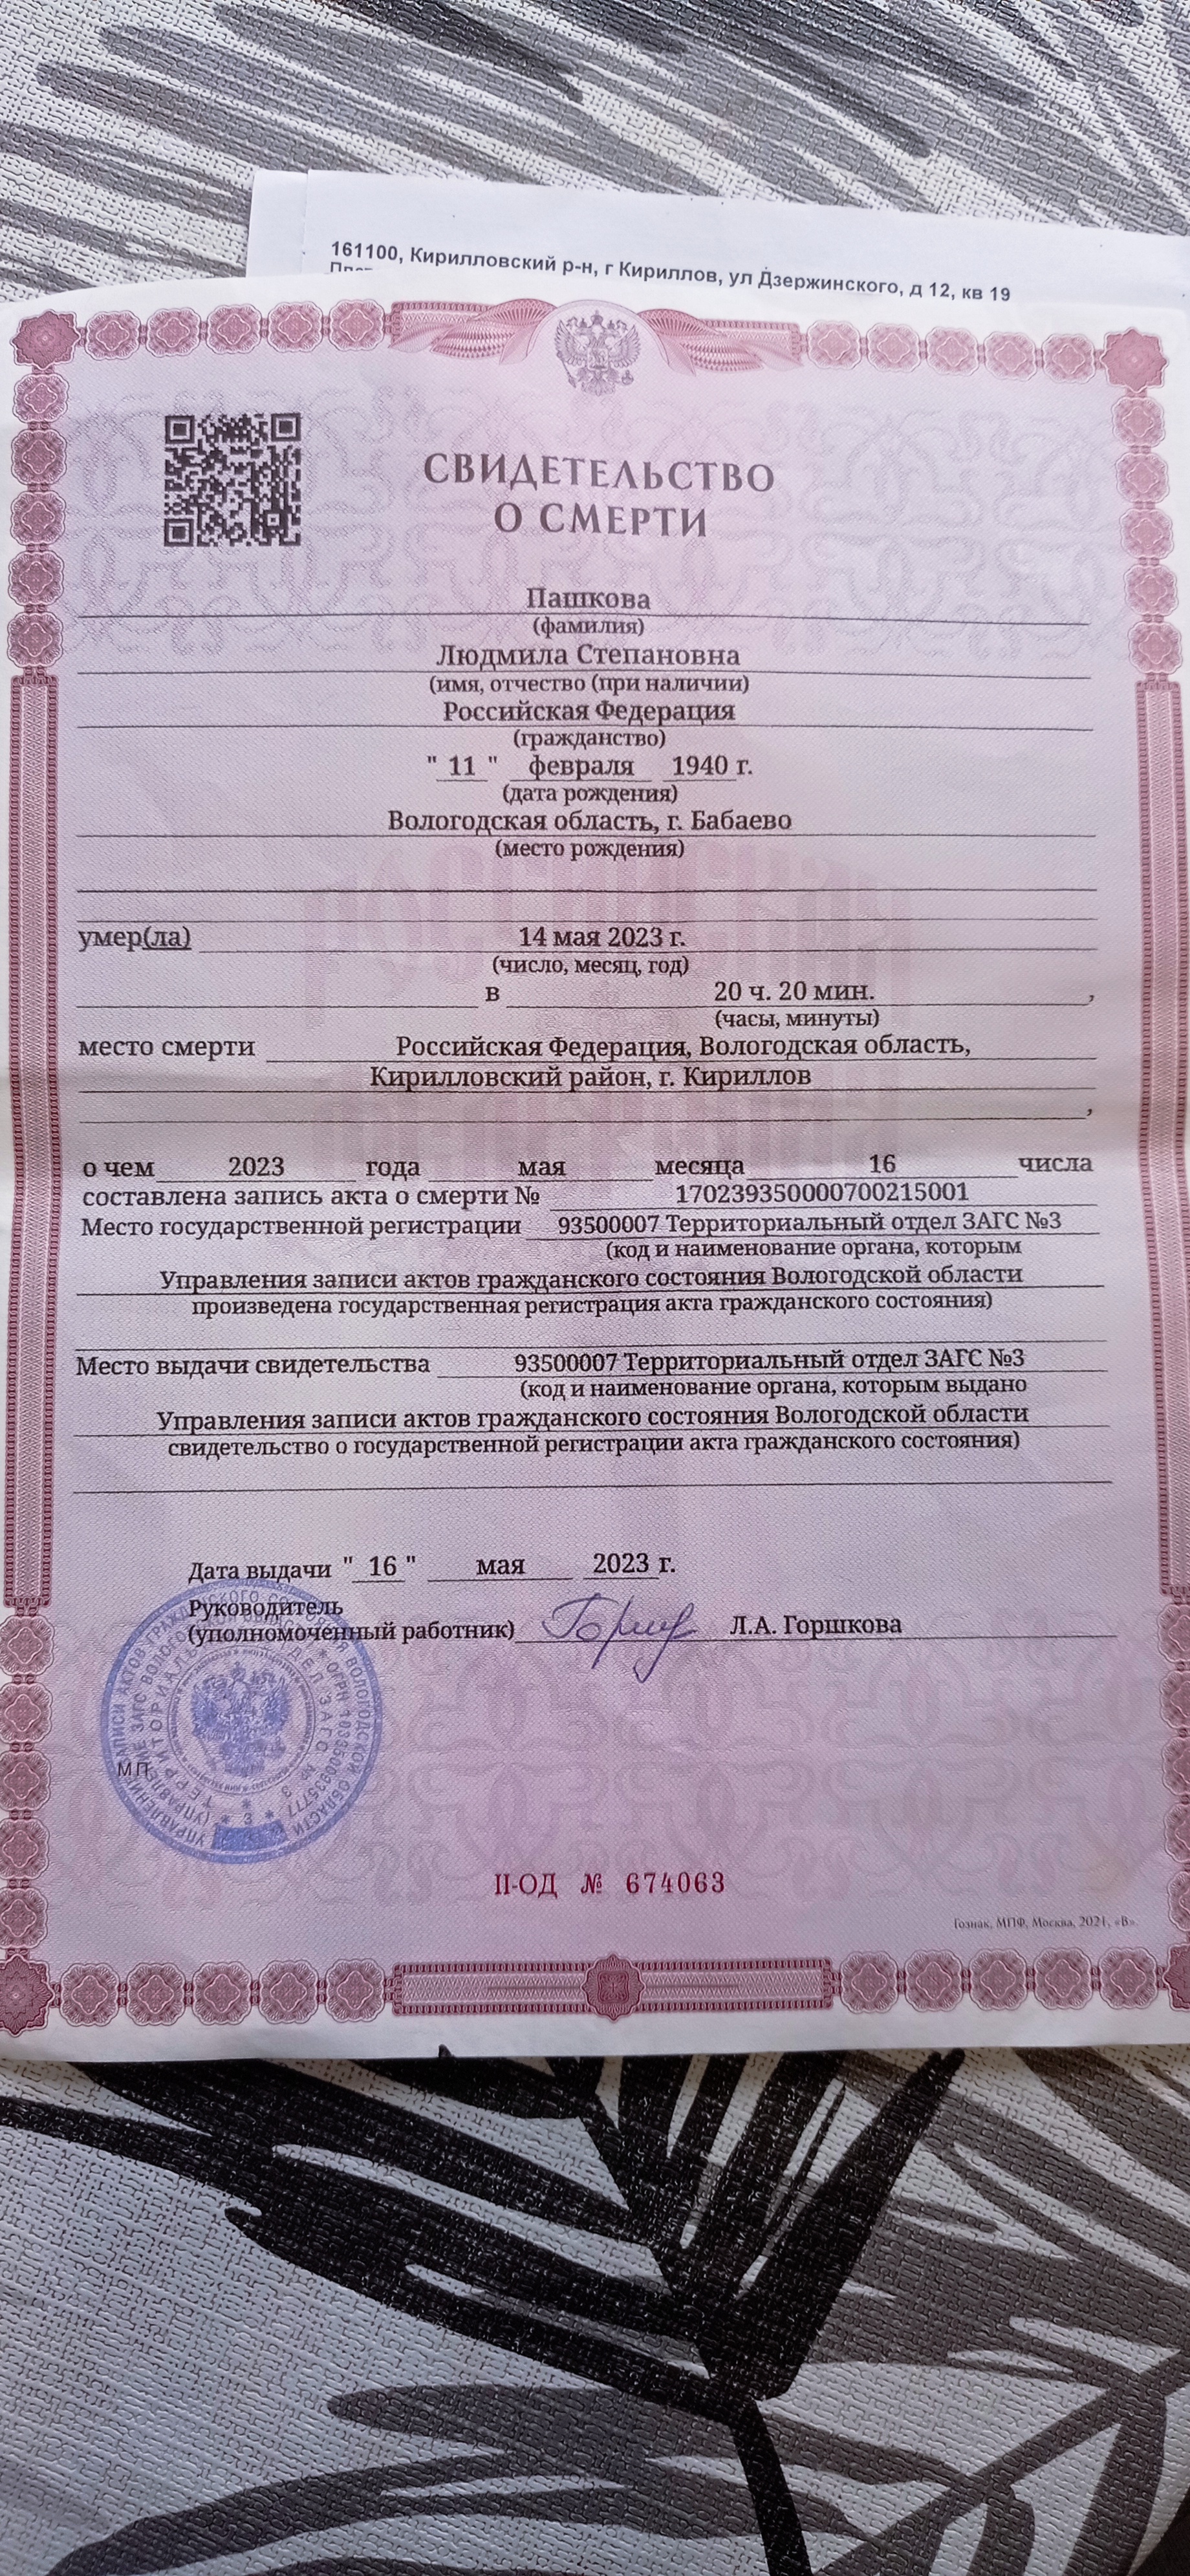 161100, Кирилловский р-н, г Кириллов, ул Дзержинского, д 12, кв 19
СВИДЕТЕЛЬСТВО
О СМЕРТИ
Пашкова
(фамилия)
Людмила Степановна
(имя, отчество (при наличии)
Российская Федерация
(гражданство)
" 11 " февраля 1940 г.
(дата рождения)
Вологодская область, г. Бабаево
(место рождения)
умер(ла) 14 мая 2023 г.
(число, месяц, год)
в 20 ч. 20 мин. ,
(часы, минуты)
место смерти Российская Федерация, Вологодская область,
Кирилловский район, г. Кириллов
,
о чем 2023 года мая месяца 16 числа
составлена запись акта о смерти № 170239350000700215001
Место государственной регистрации 93500007 Территориальный отдел ЗАГС №3
(код и наименование органа, которым
Управления записи актов гражданского состояния Вологодской области
произведена государственная регистрация акта гражданского состояния)
Место выдачи свидетельства 93500007 Территориальный отдел ЗАГС №3
(код и наименование органа, которым выдано
Управления записи актов гражданского состояния Вологодской области
свидетельство о государственной регистрации акта гражданского состояния)
Дата выдачи " 16 " мая 2023 г.
Руководитель
(уполномоченный работник) Л.А. Горшкова
МП
II-ОД № 674063
Гознак, МПФ, Москва, 2021, «В».